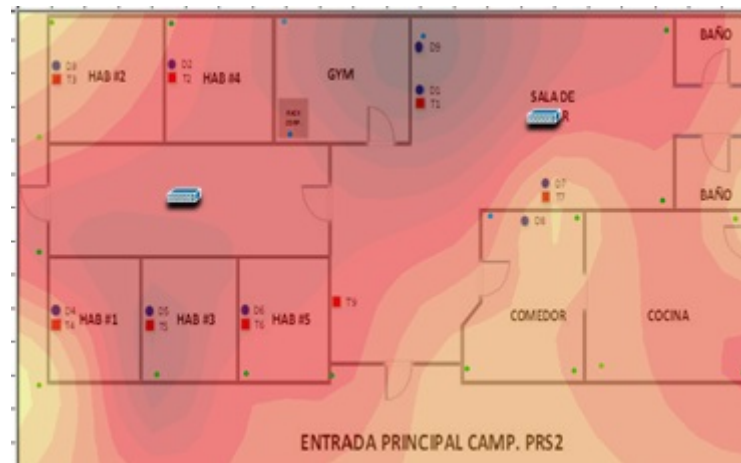 BAÑO
D3
T3
HAB #2
D2
T2
HAB #4
GYM
D9
D1
T1
SALA DE
R
D7
T7
BAÑO
D8
D4
T4
HAB #1
D5
T5
HAB #3
D6
T6
HAB #5
T9
COMEDOR
COCINA
ENTRADA PRINCIPAL CAMP. PRS2